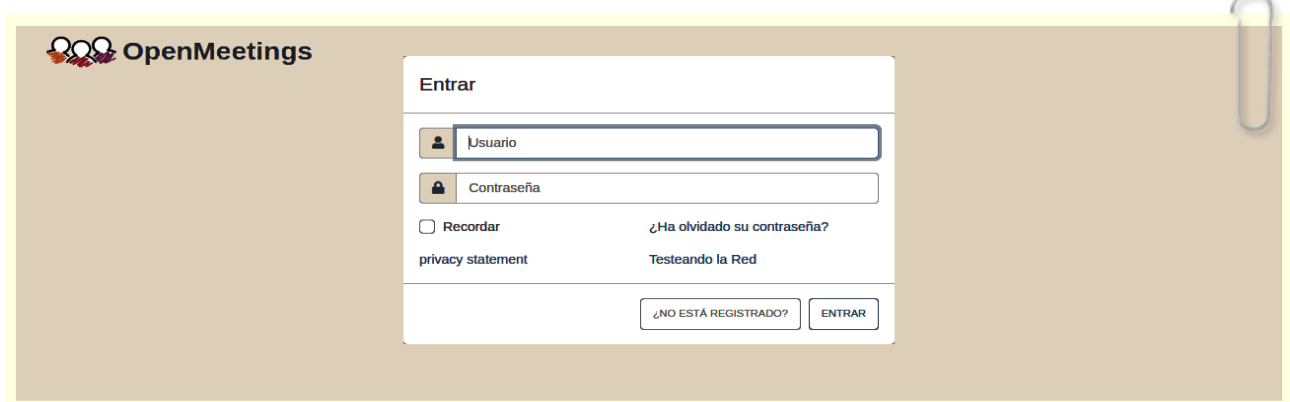 OpenMeetings
Entrar
Usuario
Contraseña
Recordar
¿Ha olvidado su contraseña?
privacy statement
Testeando la Red
¿NO ESTÁ REGISTRADO?
ENTRAR